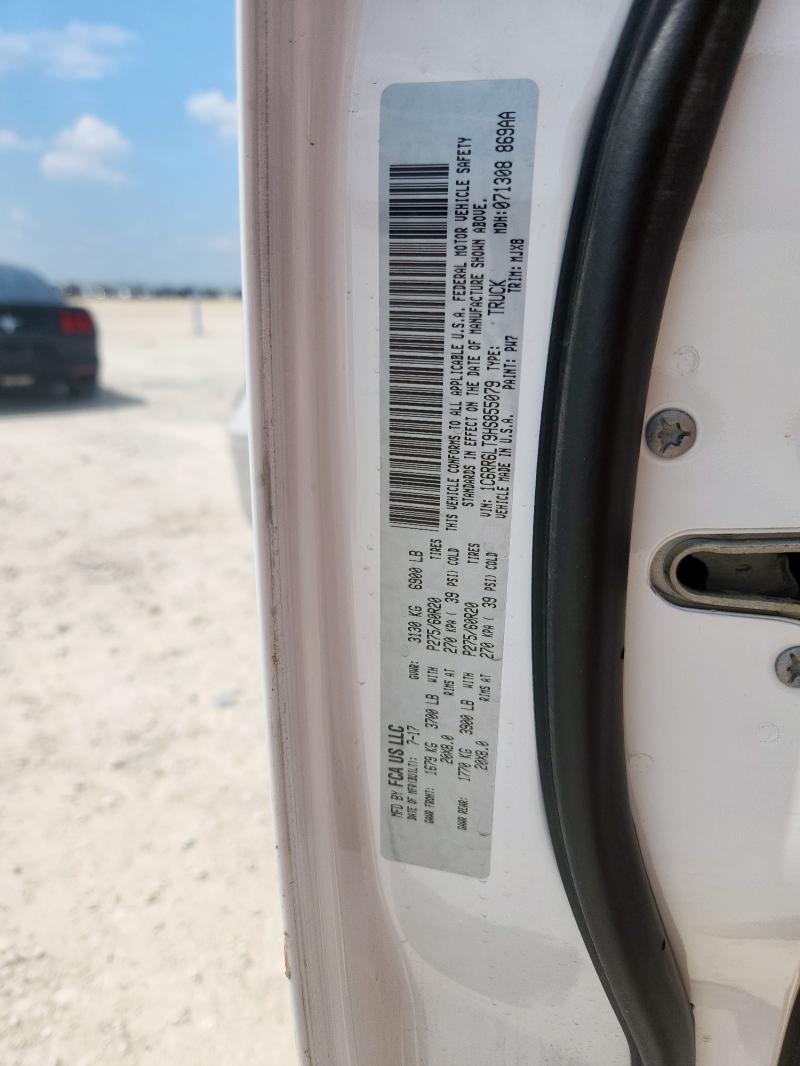 MFD BY FCA US LLC
DATE OF MFR(BUILT): 7-17 GVWR: 3130 KG 6900 LB
GAWR FRONT: 1679 KG 3700 LB WITH P275/60R20 TIRES
20X8.0 RIMS AT 270 KPA ( 39 PSI) COLD
GAWR REAR: 1770 KG 3900 LB WITH P275/60R20 TIRES
20X8.0 RIMS AT 270 KPA ( 39 PSI) COLD
THIS VEHICLE CONFORMS TO ALL APPLICABLE U.S.A. FEDERAL MOTOR VEHICLE SAFETY
STANDARDS IN EFFECT ON THE DATE OF MANUFACTURE SHOWN ABOVE.
VIN: 1C6RR6LT9HS855079 TYPE: TRUCK MDH:071308 869AA
VEHICLE MADE IN U.S.A. PAINT: PW7 TRIM: MJX8